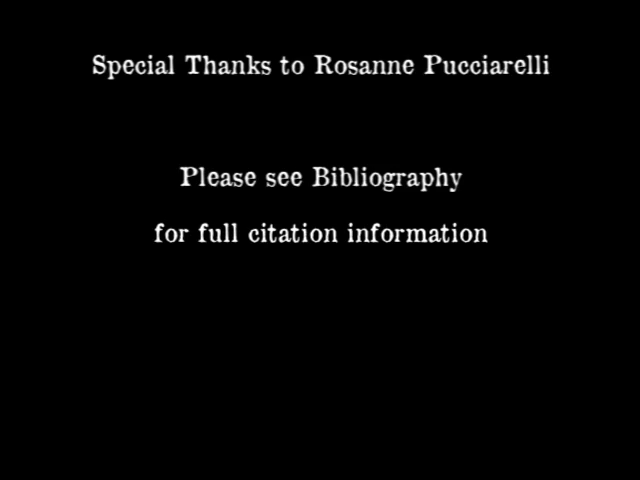 Special Thanks to Rosanne Pucciarelli
Please see Bibliography
for full citation information